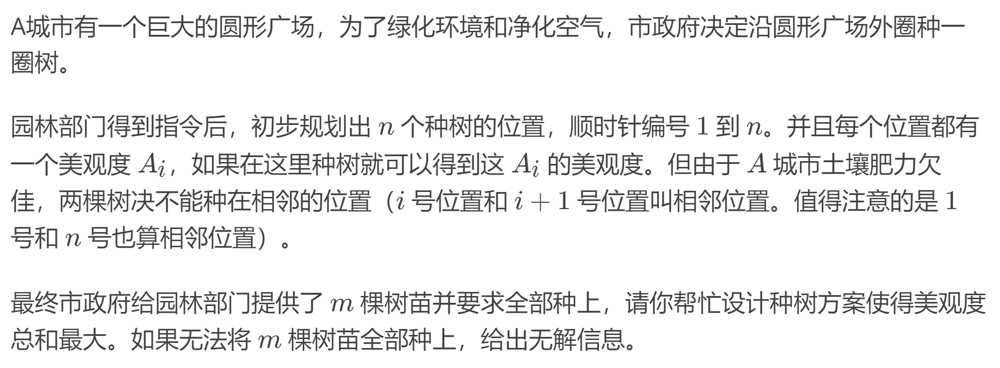 A城市有一个巨大的圆形广场，为了绿化环境和净化空气，市政府决定沿圆形广场外圈种一
圈树。
园林部门得到指令后，初步规划出 n 个种树的位置，顺时针编号 1 到 n。并且每个位置都有
一个美观度 A_i，如果在这里种树就可以得到这 A_i 的美观度。但由于 A 城市土壤肥力欠
佳，两棵树决不能种在相邻的位置（i 号位置和 i + 1 号位置叫相邻位置。值得注意的是 1
号和 n 号也算相邻位置）。
最终市政府给园林部门提供了 m 棵树苗并要求全部种上，请你帮忙设计种树方案使得美观度
总和最大。如果无法将 m 棵树苗全部种上，给出无解信息。